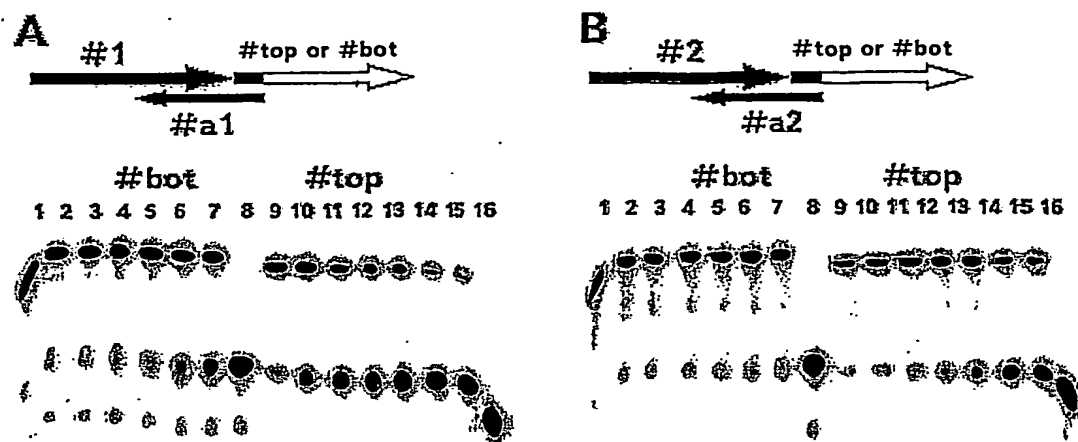 A
#1
#top or #bot
#a1
#bot #top
1 2 3 4 5 6 7 8 9 10 11 12 13 14 15 16
B
#2
#top or #bot
#a2
#bot #top
1 2 3 4 5 6 7 8 9 10 11 12 13 14 15 16